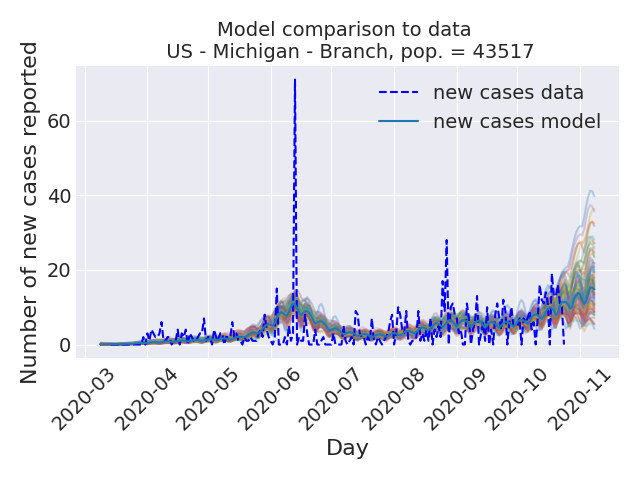 Model comparison to data
US - Michigan - Branch, pop. = 43517
new cases data
new cases model
Number of new cases reported
60
40
20
0
2020-03
2020-04
2020-05
2020-06
2020-07
2020-08
2020-09
2020-10
2020-11
Day